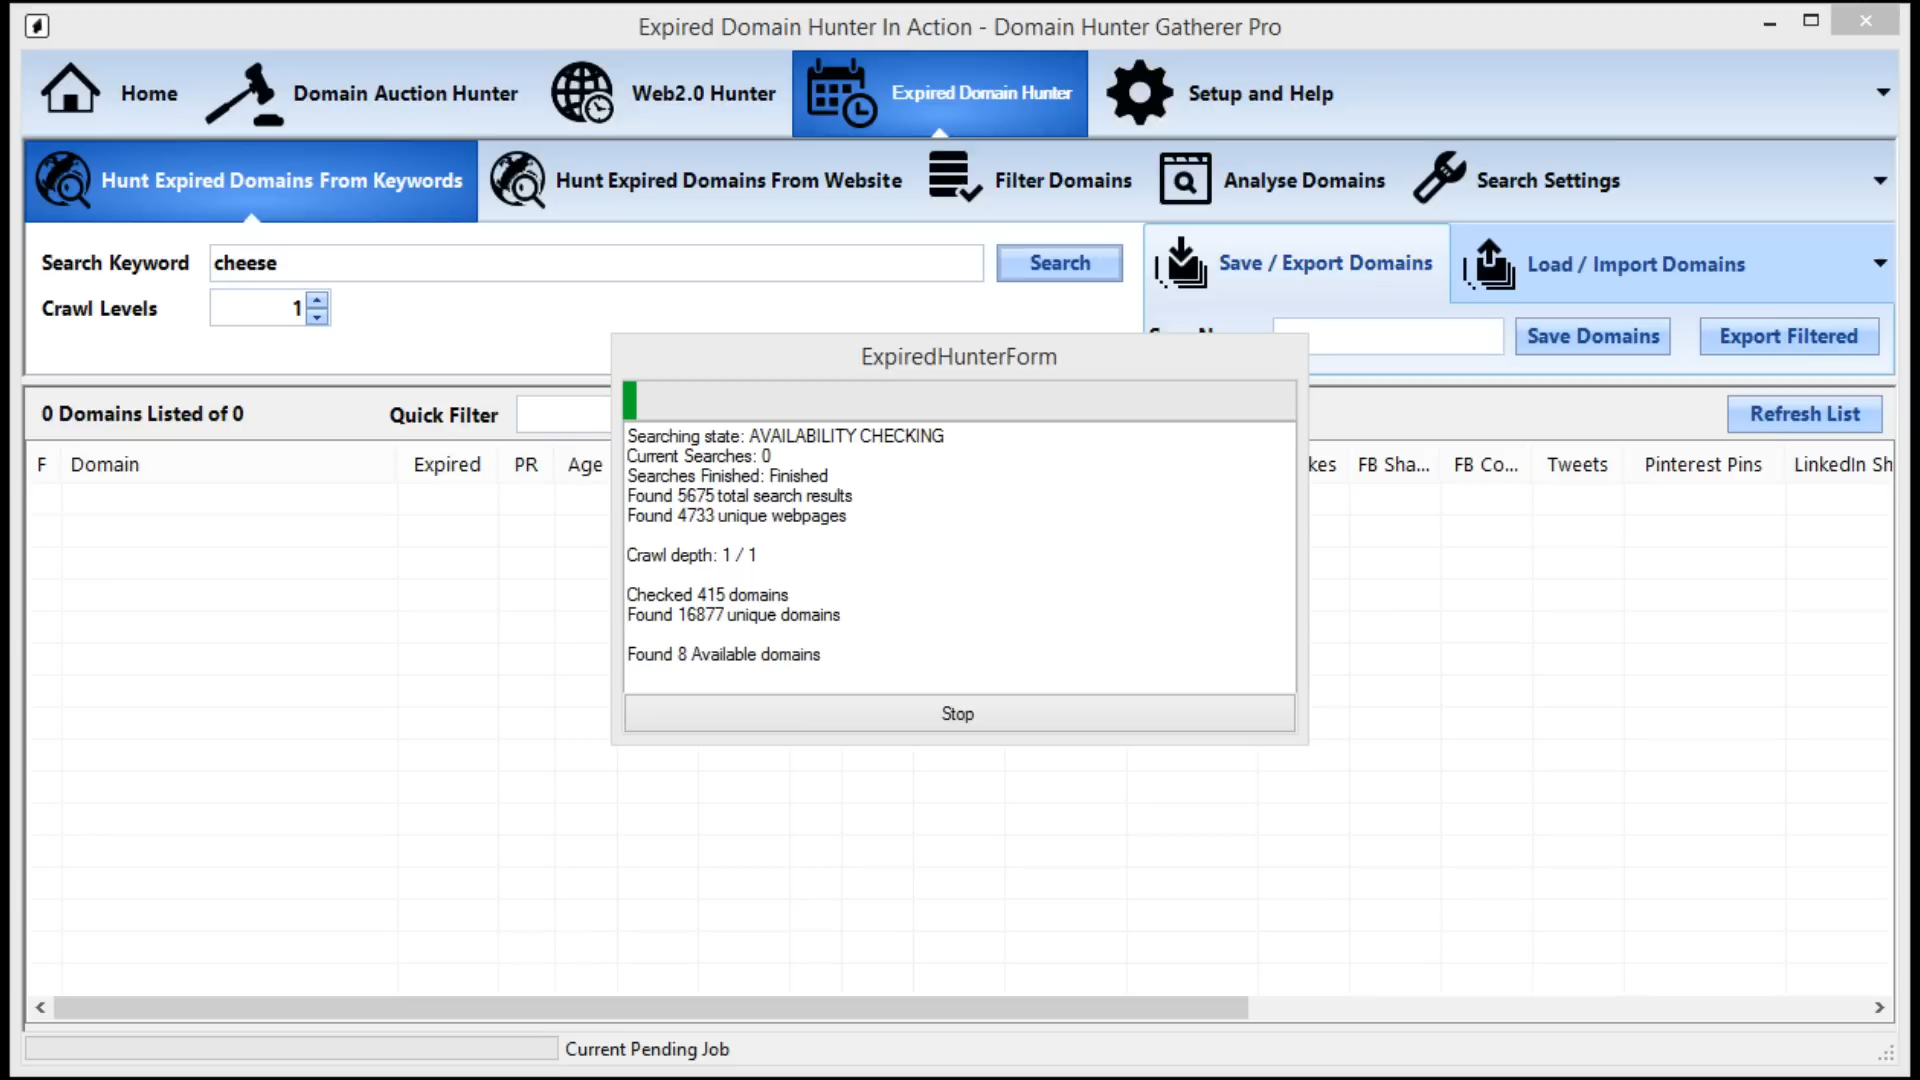 Expired Domain Hunter In Action - Domain Hunter Gatherer Pro
Home
Domain Auction Hunter
Web2.0 Hunter
Expired Domain Hunter
Setup and Help
Hunt Expired Domains From Keywords
Hunt Expired Domains From Website
Filter Domains
Analyse Domains
Search Settings
Search Keyword
cheese
Search
Save / Export Domains
Load / Import Domains
Crawl Levels
1
Save Domains
Export Filtered
ExpiredHunterForm
0 Domains Listed of 0
Quick Filter
Refresh List
F
Domain
Expired
PR
Age
kes
FB Sha...
FB Co...
Tweets
Pinterest Pins
LinkedIn Sh
Searching state: AVAILABILITY CHECKING
Current Searches: 0
Searches Finished: Finished
Found 5675 total search results
Found 4733 unique webpages
Crawl depth: 1 / 1
Checked 415 domains
Found 16877 unique domains
Found 8 Available domains
Stop
Current Pending Job